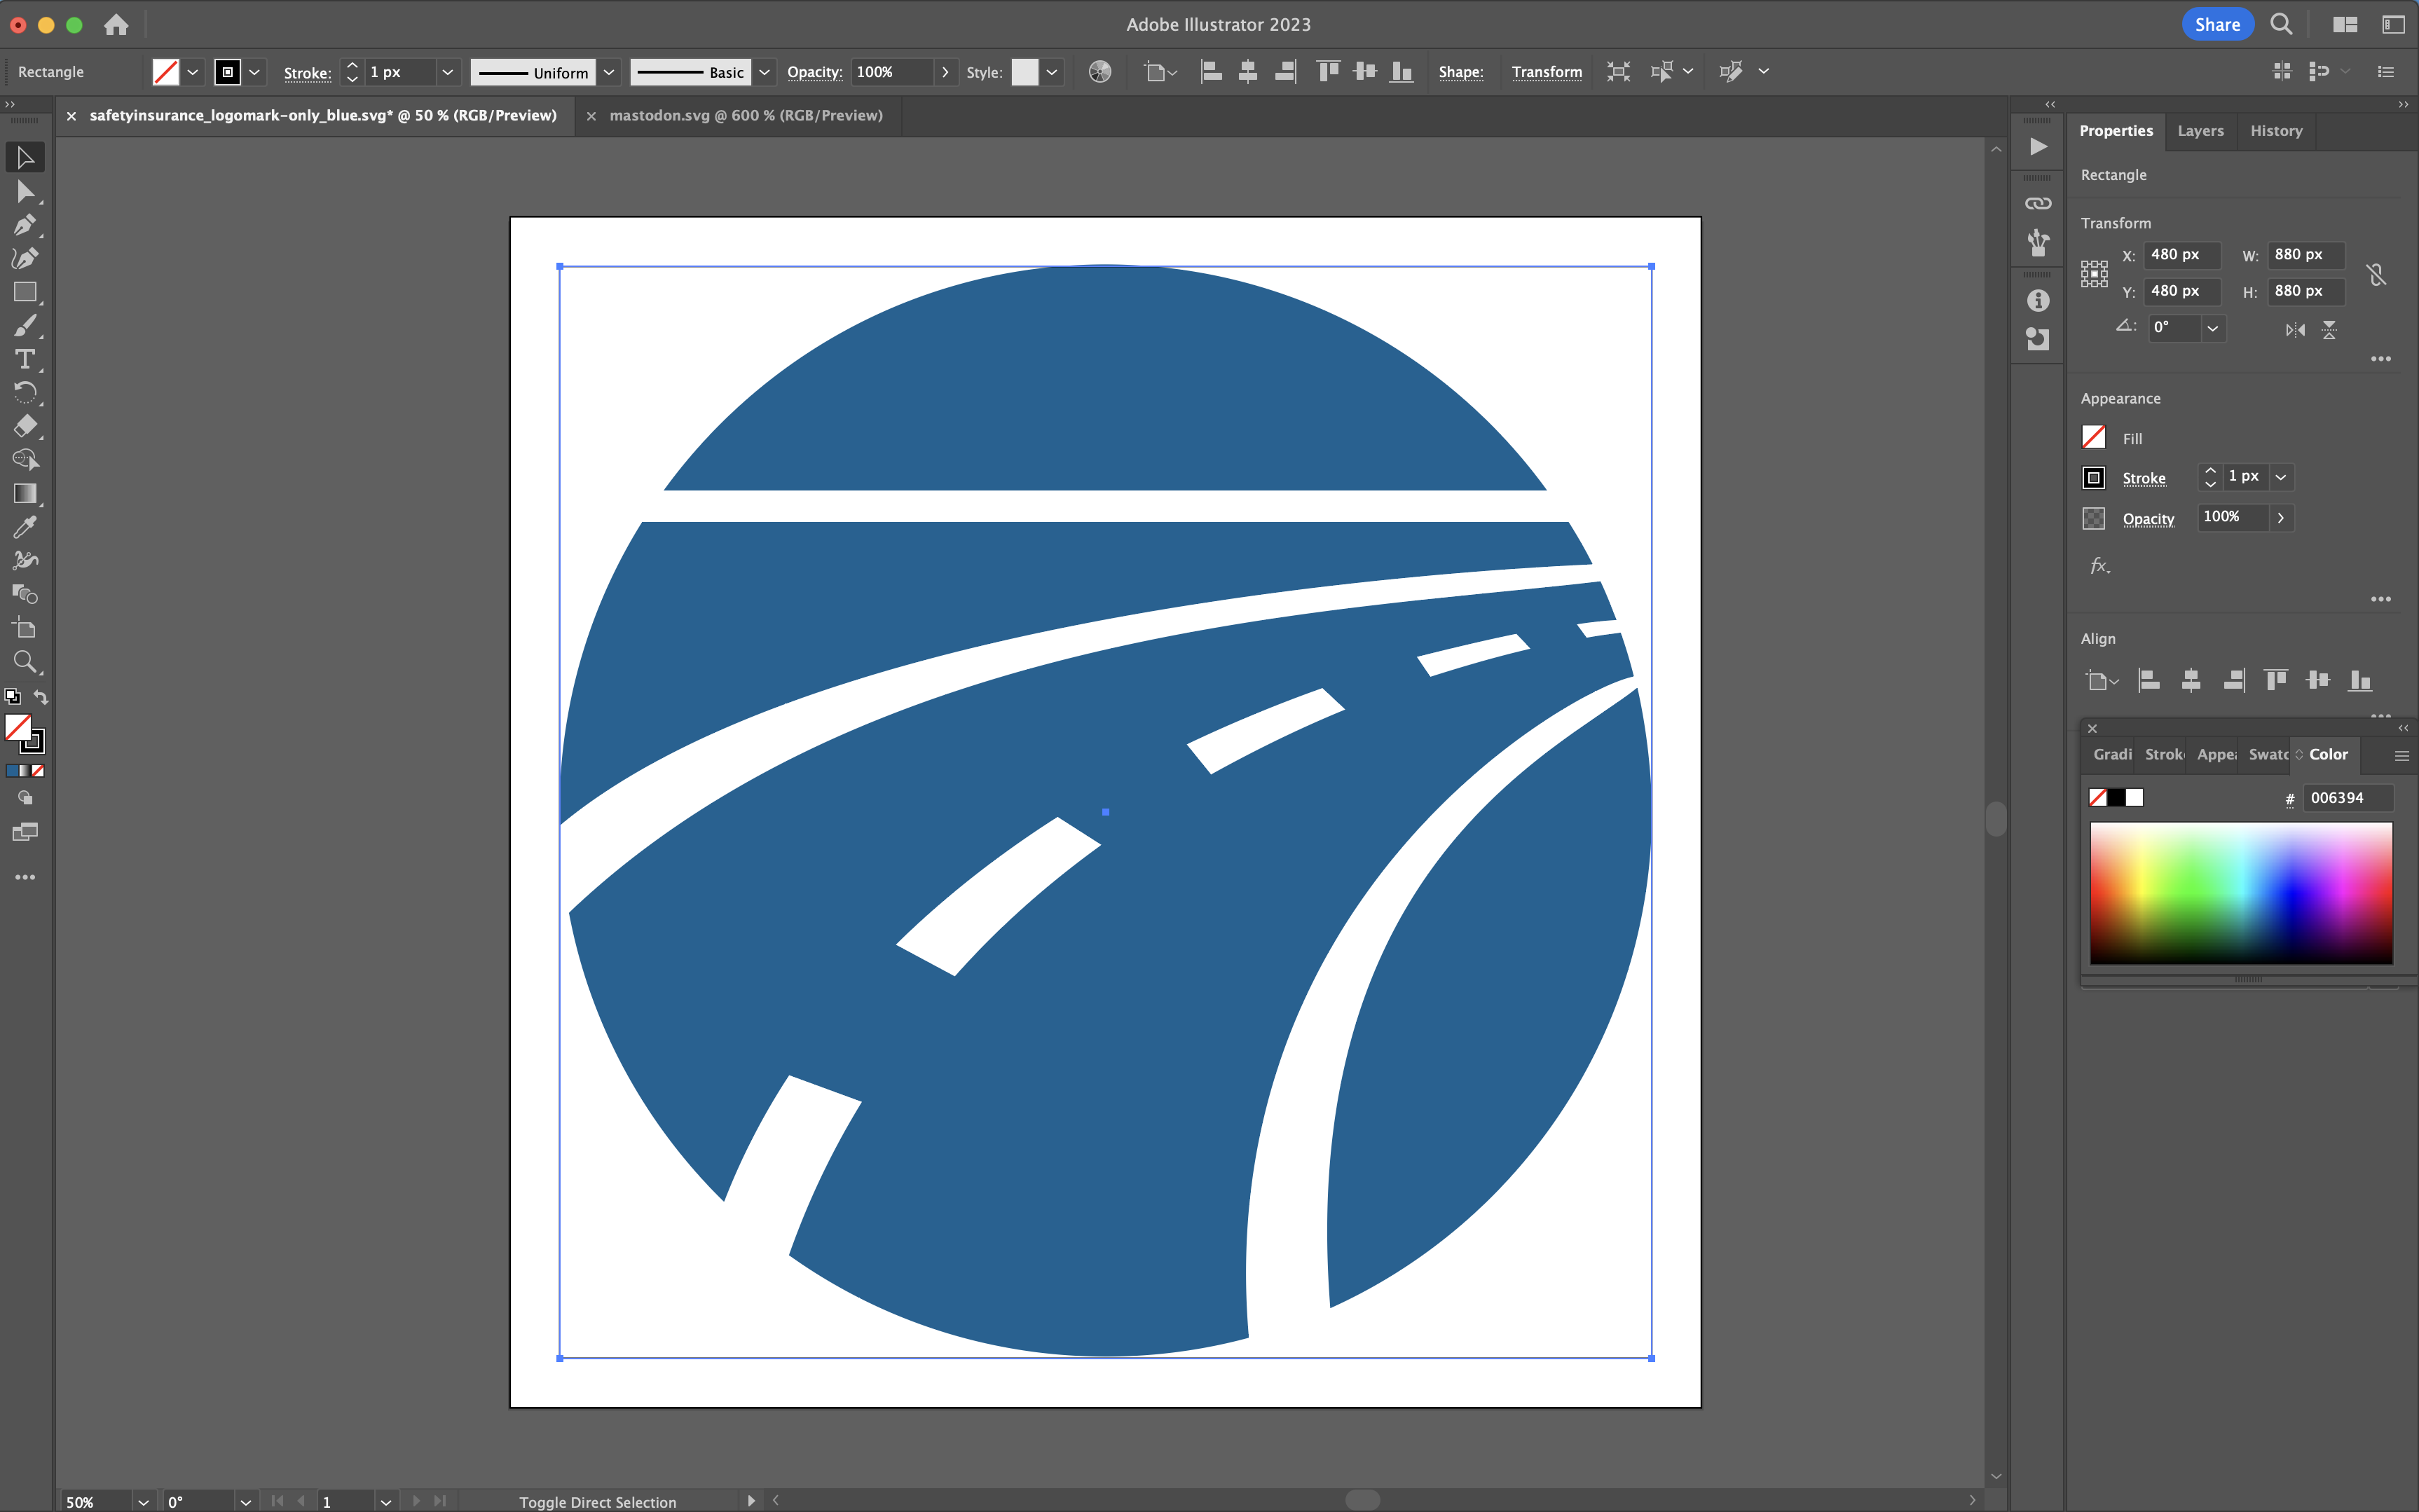 Adobe Illustrator 2023
Share
Rectangle
Stroke: 1 px Uniform Basic Opacity: 100% Style: Shape: Transform
safetyinsurance_logomark-only_blue.svg* @ 50 % (RGB/Preview)
mastodon.svg @ 600 % (RGB/Preview)
Properties Layers History
Rectangle
Transform
X: 480 px W: 880 px
Y: 480 px H: 880 px
0°
Appearance
Fill
Stroke 1 px
Opacity 100%
fx.
Align
Gradi Strok Appea Swatc Color
# 006394
50% 0° 1 Toggle Direct Selection